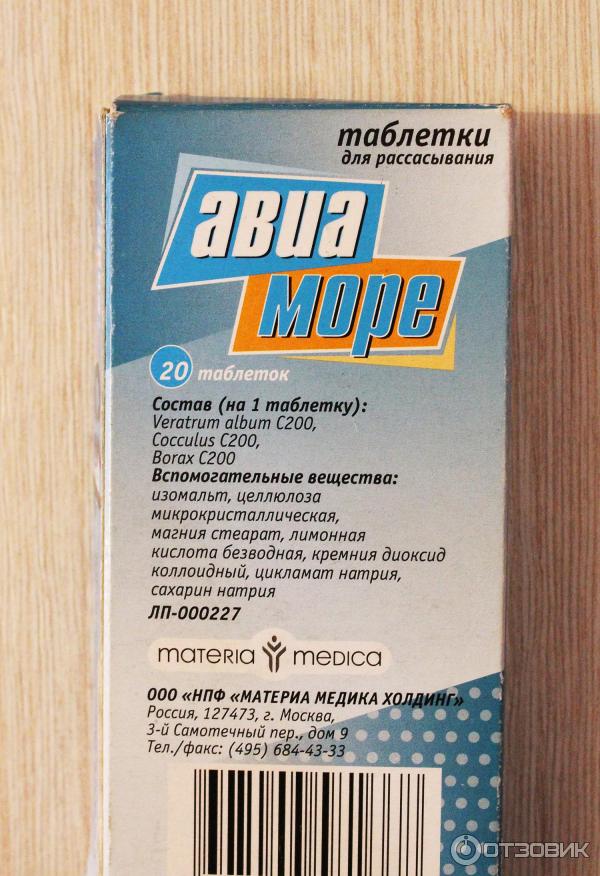 таблетки
для рассасывания
авиа
море
20 таблеток
Состав (на 1 таблетку):
Veratrum album C200,
Cocculus C200,
Borax C200
Вспомогательные вещества:
изомальт, целлюлоза
микрокристаллическая,
магния стеарат, лимонная
кислота безводная, кремния диоксид
коллоидный, цикламат натрия,
сахарин натрия
ЛП-000227
materia medica
ООО «НПФ «МАТЕРИА МЕДИКА ХОЛДИНГ»
Россия, 127473, г. Москва,
3-й Самотечный пер., дом 9
Тел./факс: (495) 684-43-33
ОТЗОВИК